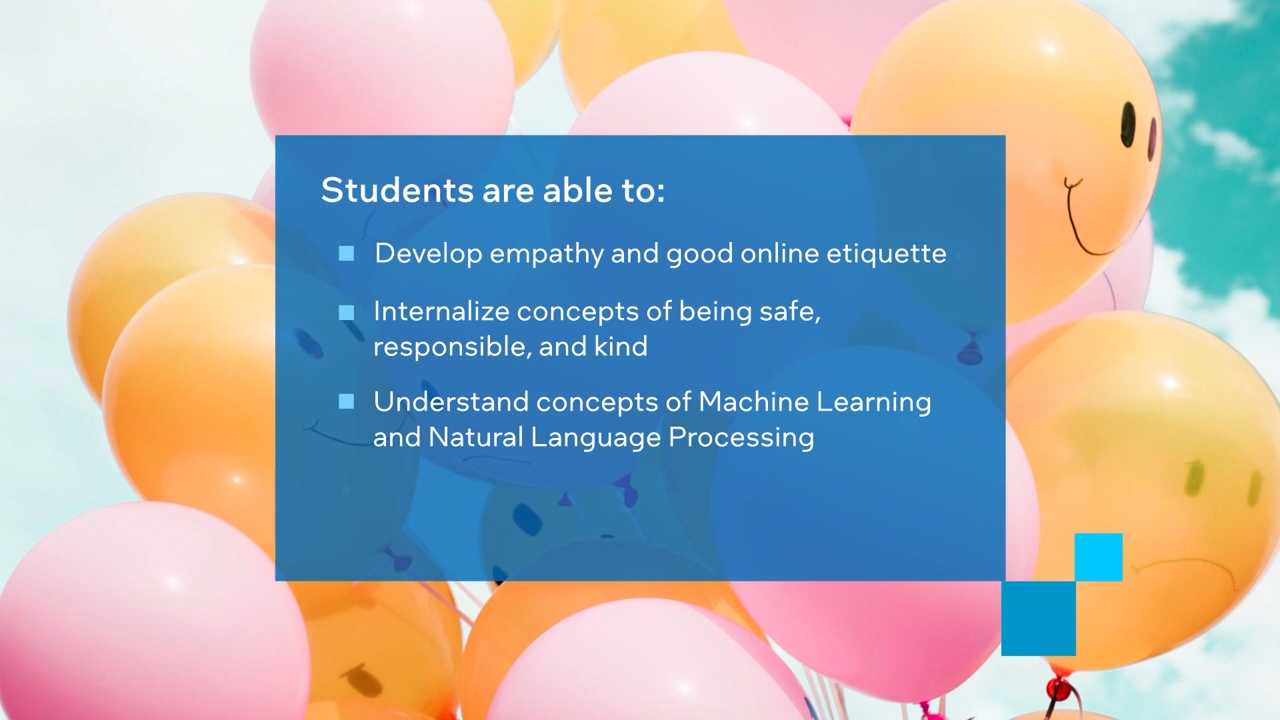 Students are able to:
Develop empathy and good online etiquette
Internalize concepts of being safe,
responsible, and kind
Understand concepts of Machine Learning
and Natural Language Processing